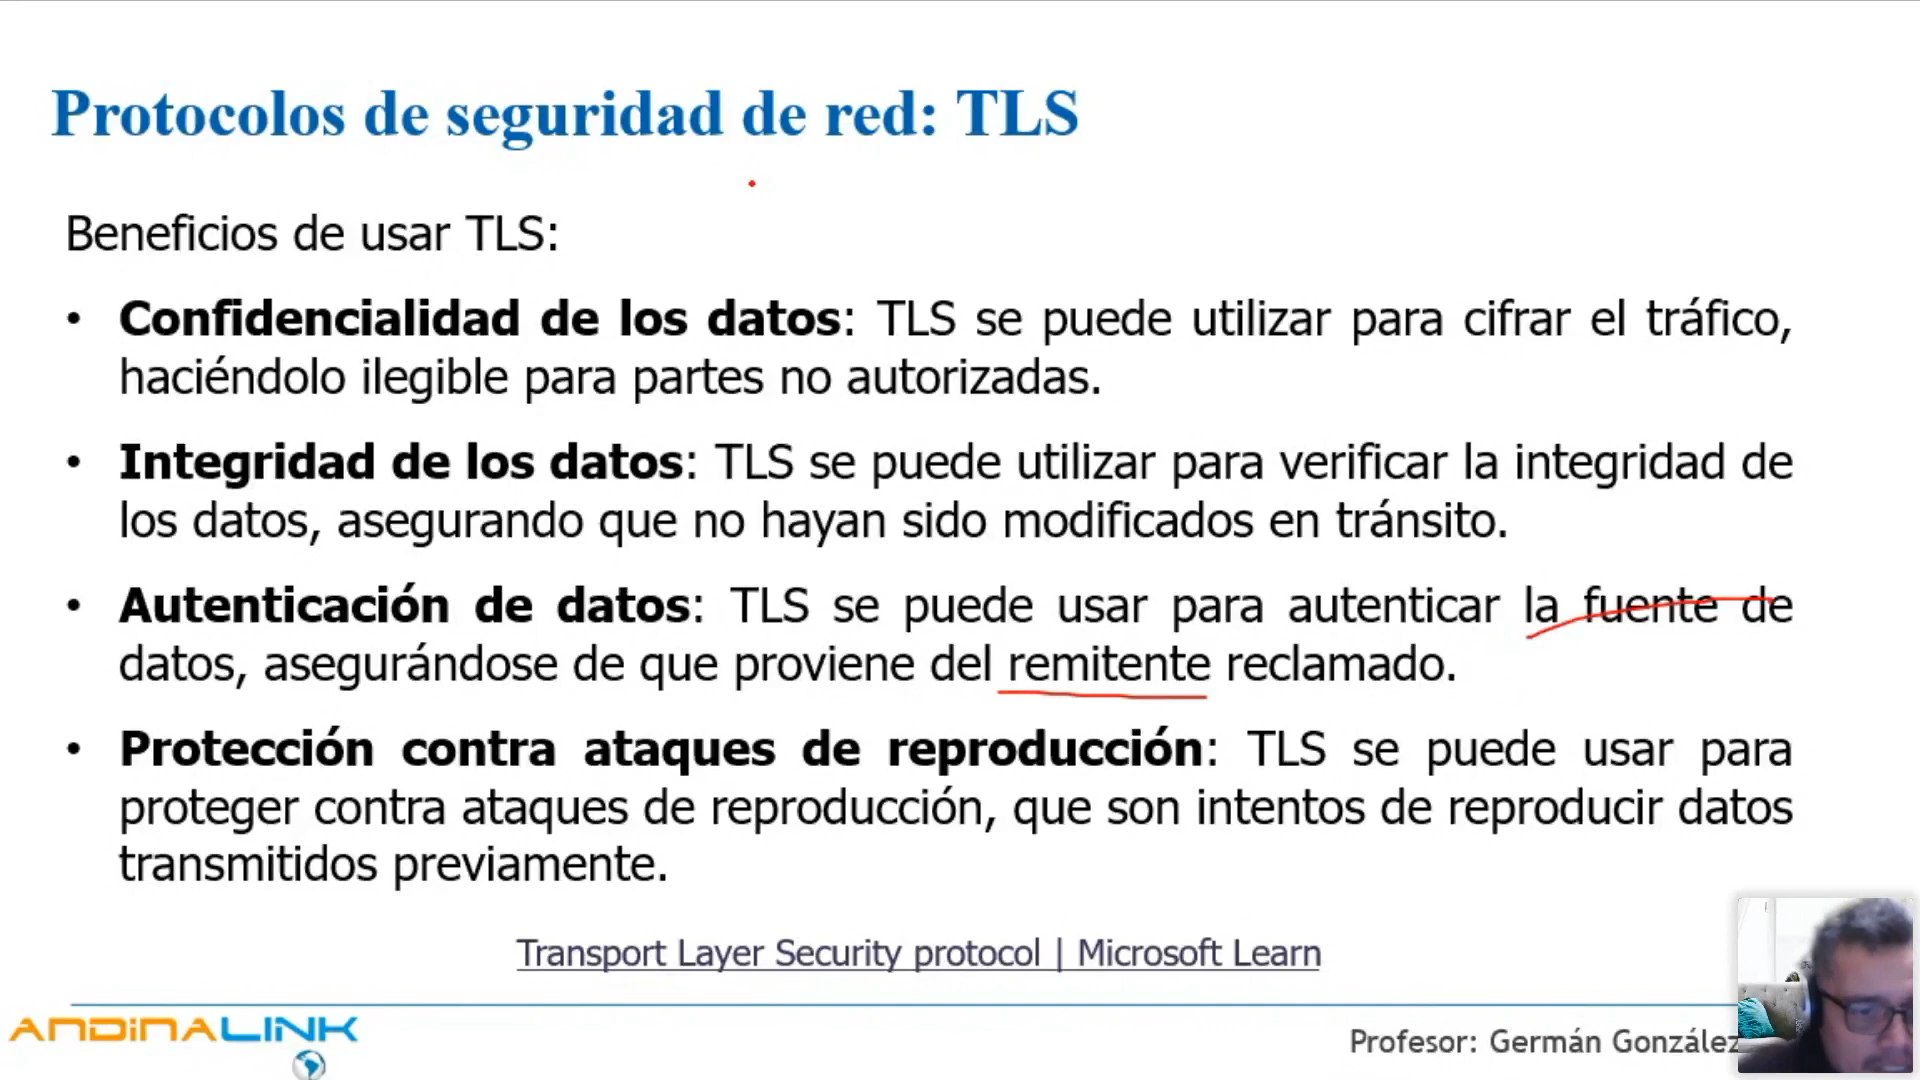 Protocolos de seguridad de red: TLS
Beneficios de usar TLS:
• Confidencialidad de los datos: TLS se puede utilizar para cifrar el tráfico,
haciéndolo ilegible para partes no autorizadas.
• Integridad de los datos: TLS se puede utilizar para verificar la integridad de
los datos, asegurando que no hayan sido modificados en tránsito.
• Autenticación de datos: TLS se puede usar para autenticar la fuente de
datos, asegurándose de que proviene del remitente reclamado.
• Protección contra ataques de reproducción: TLS se puede usar para
proteger contra ataques de reproducción, que son intentos de reproducir datos
transmitidos previamente.
Transport Layer Security protocol | Microsoft Learn
ANDINALINK
Profesor: Germán González